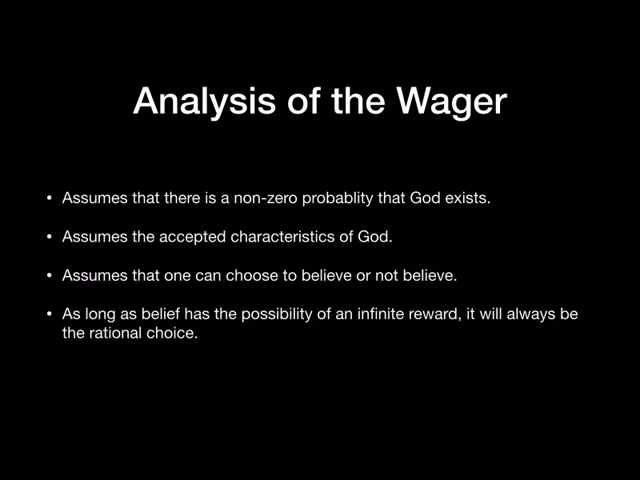 Analysis of the Wager
• Assumes that there is a non-zero probablity that God exists.
• Assumes the accepted characteristics of God.
• Assumes that one can choose to believe or not believe.
• As long as belief has the possibility of an infinite reward, it will always be
the rational choice.